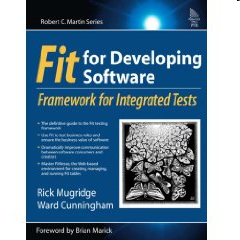 Robert C. Martin Series
Fit for Developing
Software
Framework for Integrated Tests
• The definitive guide to the Fit testing
framework
• Use Fit to test business rules and
ensure the business value of software
• Dramatically improve communication
between software consumers and
creators
• Master FitNesse, the Web based
environment for creating, managing
and running Fit tables
Rick Mugridge
Ward Cunningham
Foreword by Brian Marick